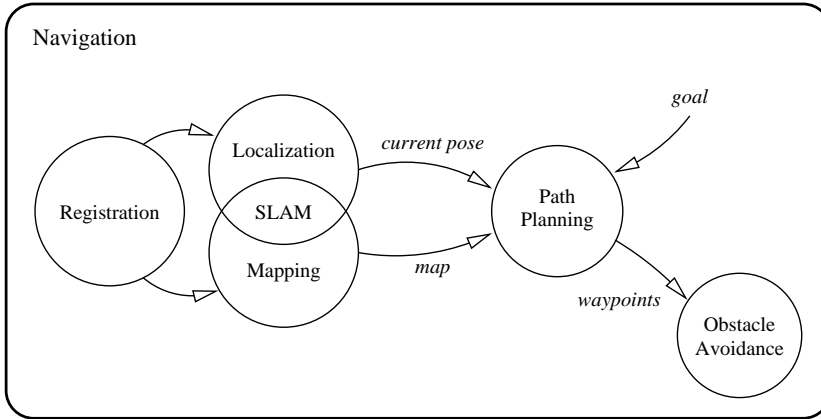 Navigation
goal
Localization
current pose
Registration
SLAM
Path
Planning
Mapping
map
waypoints
Obstacle
Avoidance